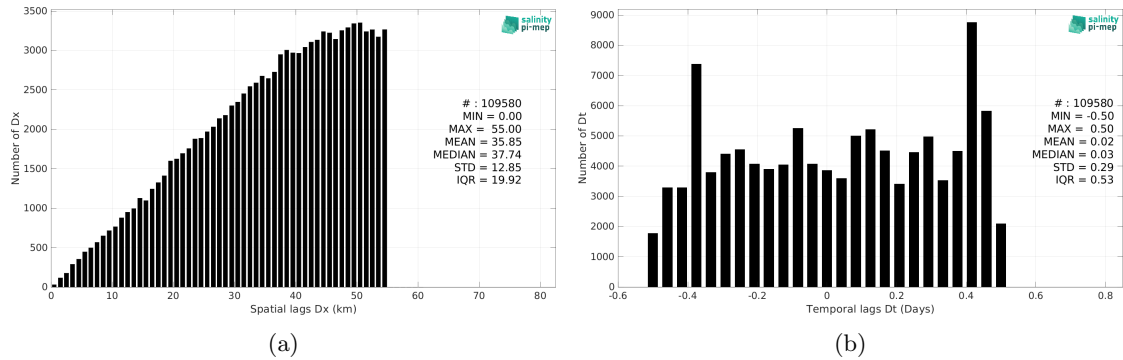 3500
3000
2500
2000
1500
1000
500
0
Number of Dx
0 10 20 30 40 50 60 70 80
Spatial lags Dx (km)
salinity
pi-mep
# : 109580
MIN = 0.00
MAX = 55.00
MEAN = 35.85
MEDIAN = 37.74
STD = 12.85
IQR = 19.92
(a)
9000
8000
7000
6000
5000
4000
3000
2000
1000
0
Number of Dt
-0.6 -0.4 -0.2 0 0.2 0.4 0.6 0.8
Temporal lags Dt (Days)
salinity
pi-mep
# : 109580
MIN = -0.50
MAX = 0.50
MEAN = 0.02
MEDIAN = 0.03
STD = 0.29
IQR = 0.53
(b)